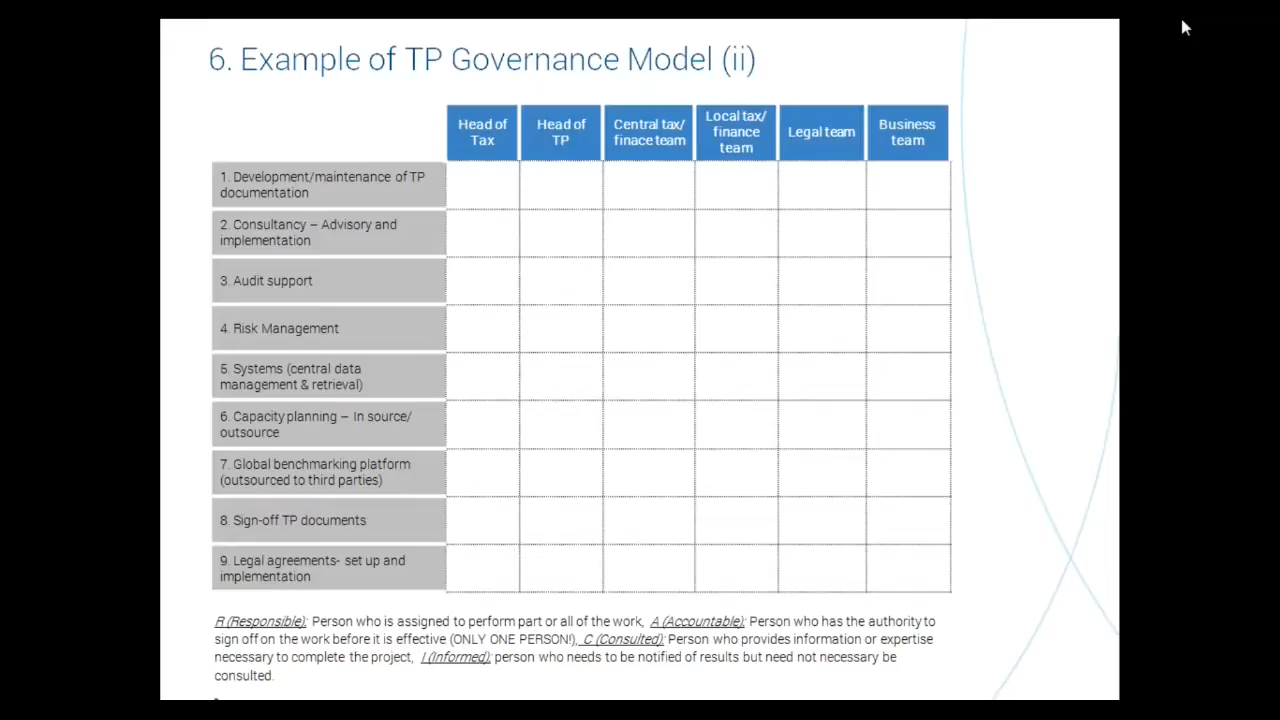 6. Example of TP Governance Model (ii)
Head of
Tax
Head of
TP
Central tax/
finace team
Local tax/
finance
team
Legal team
Business
team
1. Development/maintenance of TP
documentation
2. Consultancy – Advisory and
implementation
3. Audit support
4. Risk Management
5. Systems (central data
management & retrieval)
6. Capacity planning – In source/
outsource
7. Global benchmarking platform
(outsourced to third parties)
8. Sign-off TP documents
9. Legal agreements- set up and
implementation
R (Responsible): Person who is assigned to perform part or all of the work, A (Accountable): Person who has the authority to
sign off on the work before it is effective (ONLY ONE PERSON!), C (Consulted): Person who provides information or expertise
necessary to complete the project, I (Informed): person who needs to be notified of results but need not necessary be
consulted.